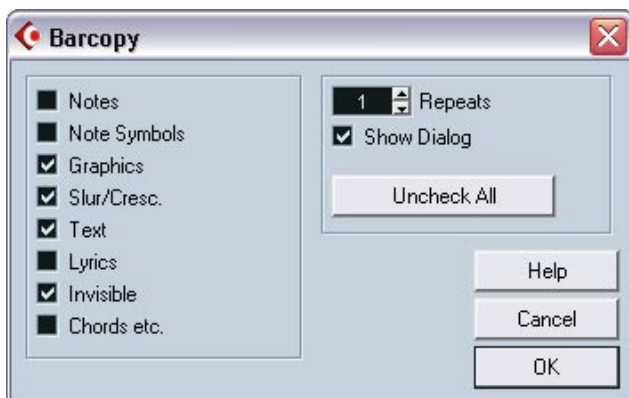 Barcopy
Notes
Note Symbols
Graphics
Slur/Cresc.
Text
Lyrics
Invisible
Chords etc.
1 Repeats
Show Dialog
Uncheck All
Help
Cancel
OK